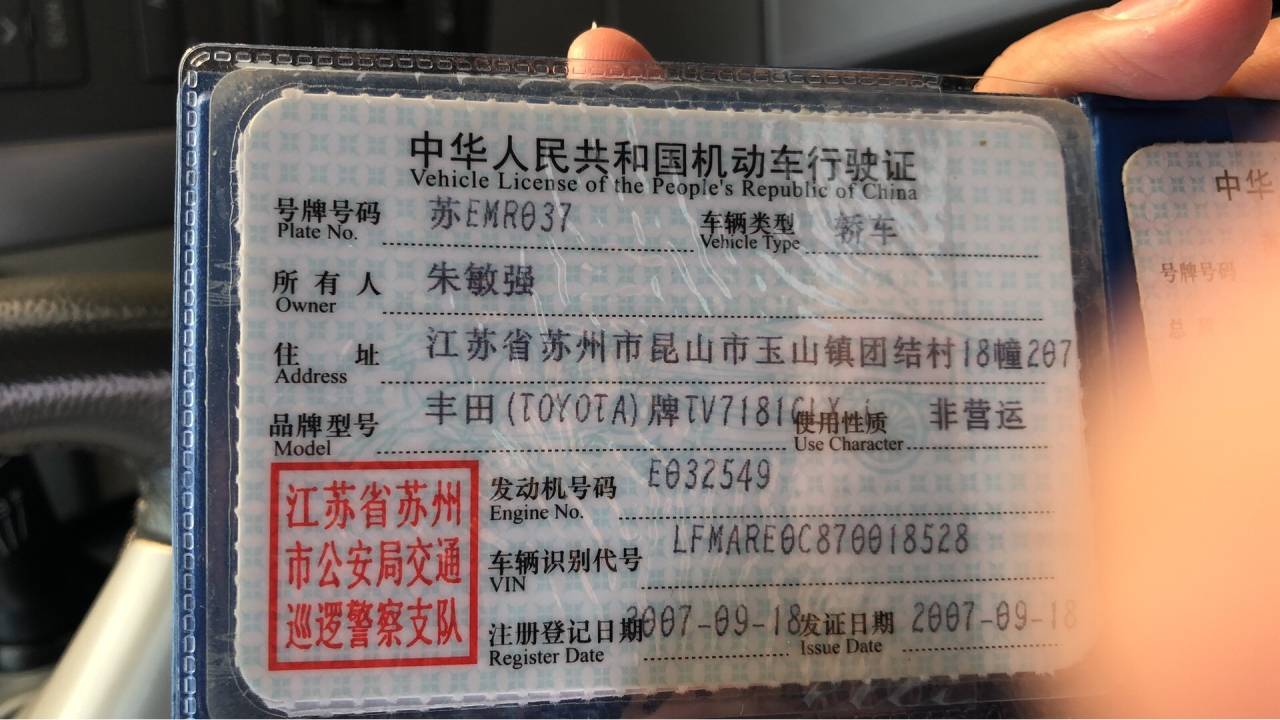 中华人民共和国机动车行驶证
Vehicle License of the People's Republic of China
号牌号码 苏EMR037 车辆类型 轿车
Plate No. Vehicle Type
所有人 朱敏强
Owner
住址 江苏省苏州市昆山市玉山镇团结村18幢207
Address
品牌型号 丰田(TOYOTA)牌TV7181 使用性质 非营运
Model Use Character
江苏省苏州
市公安局交通
巡逻警察支队
发动机号码 E032549
Engine No.
车辆识别代号 LFMARE0C870018528
VIN
注册登记日期 2007-09-18 发证日期 2007-09-18
Register Date Issue Date
中华
号牌号码
总